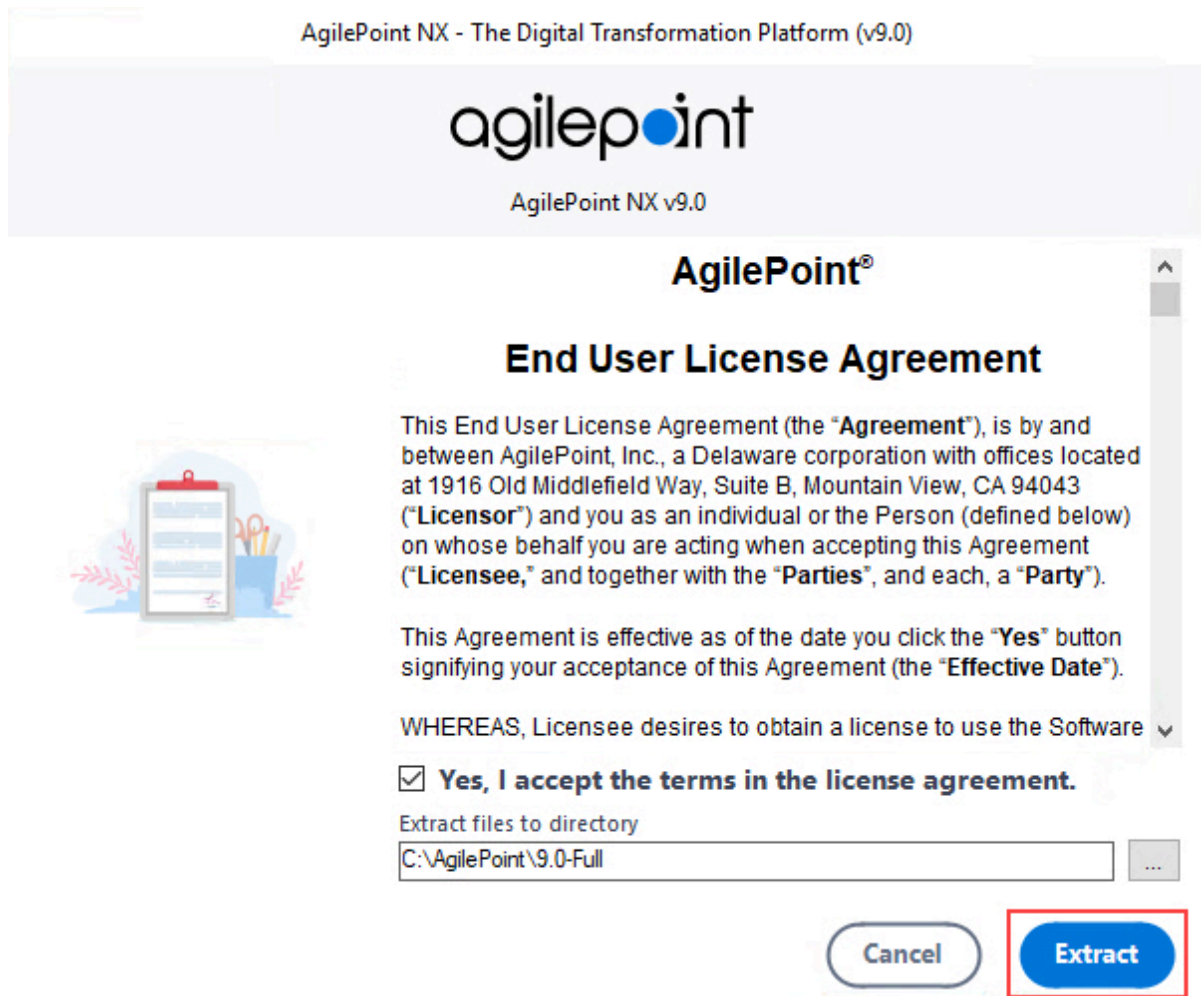 AgilePoint NX - The Digital Transformation Platform (v9.0)
agilepoint
AgilePoint NX v9.0
AgilePoint®
End User License Agreement
This End User License Agreement (the “Agreement”), is by and
between AgilePoint, Inc., a Delaware corporation with offices located
at 1916 Old Middlefield Way, Suite B, Mountain View, CA 94043
(“Licensor”) and you as an individual or the Person (defined below)
on whose behalf you are acting when accepting this Agreement
(“Licensee,” and together with the “Parties”, and each, a “Party”).
This Agreement is effective as of the date you click the “Yes” button
signifying your acceptance of this Agreement (the “Effective Date”).
WHEREAS, Licensee desires to obtain a license to use the Software
Yes, I accept the terms in the license agreement.
Extract files to directory
C:\AgilePoint\9.0-Full
...
Cancel
Extract